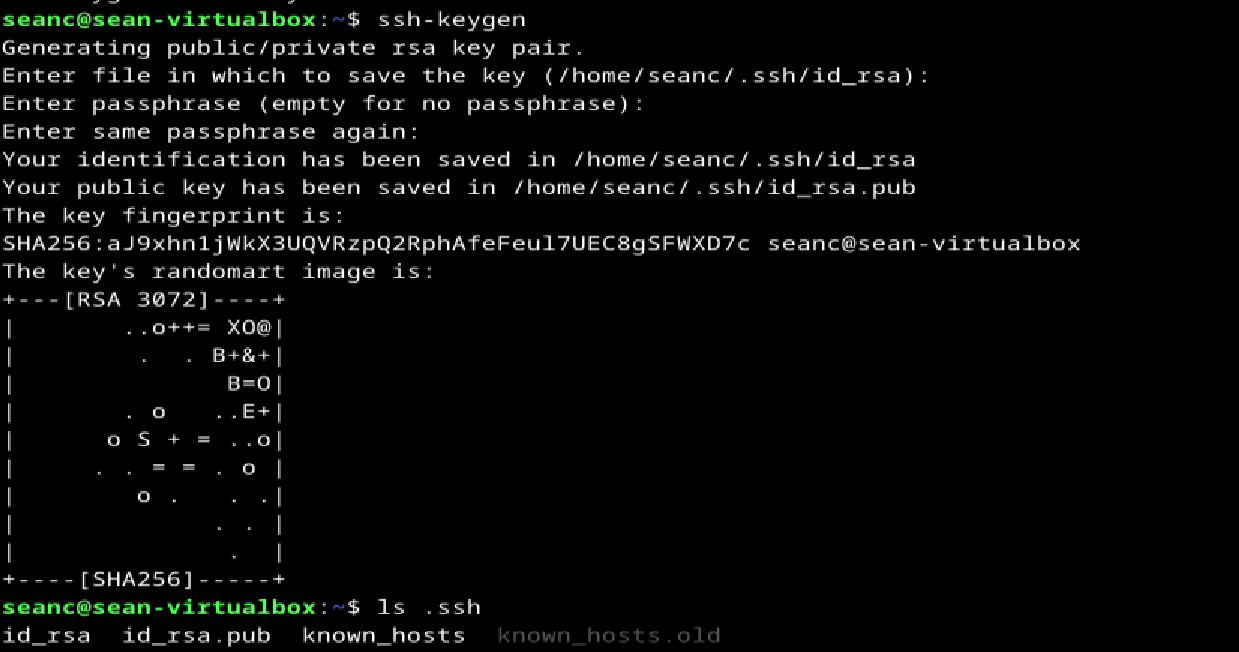 seanc@sean-virtualbox:~$ ssh-keygen
Generating public/private rsa key pair.
Enter file in which to save the key (/home/seanc/.ssh/id_rsa):
Enter passphrase (empty for no passphrase):
Enter same passphrase again:
Your identification has been saved in /home/seanc/.ssh/id_rsa
Your public key has been saved in /home/seanc/.ssh/id_rsa.pub
The key fingerprint is:
SHA256:aJ9xhn1jWkX3UQVRzpQ2RphAfeFeul7UEC8gSFWXD7c seanc@sean-virtualbox
The key's randomart image is:
+---[RSA 3072]----+
|       ..o++= XO@|
|        .  . B+&+|
|              B=O|
|       . o   ..E+|
|      o S + = ..o|
|     . . = = . o |
|        o .   . .|
|             . . |
|              .  |
+----[SHA256]-----+
seanc@sean-virtualbox:~$ ls .ssh
id_rsa  id_rsa.pub  known_hosts  known_hosts.old